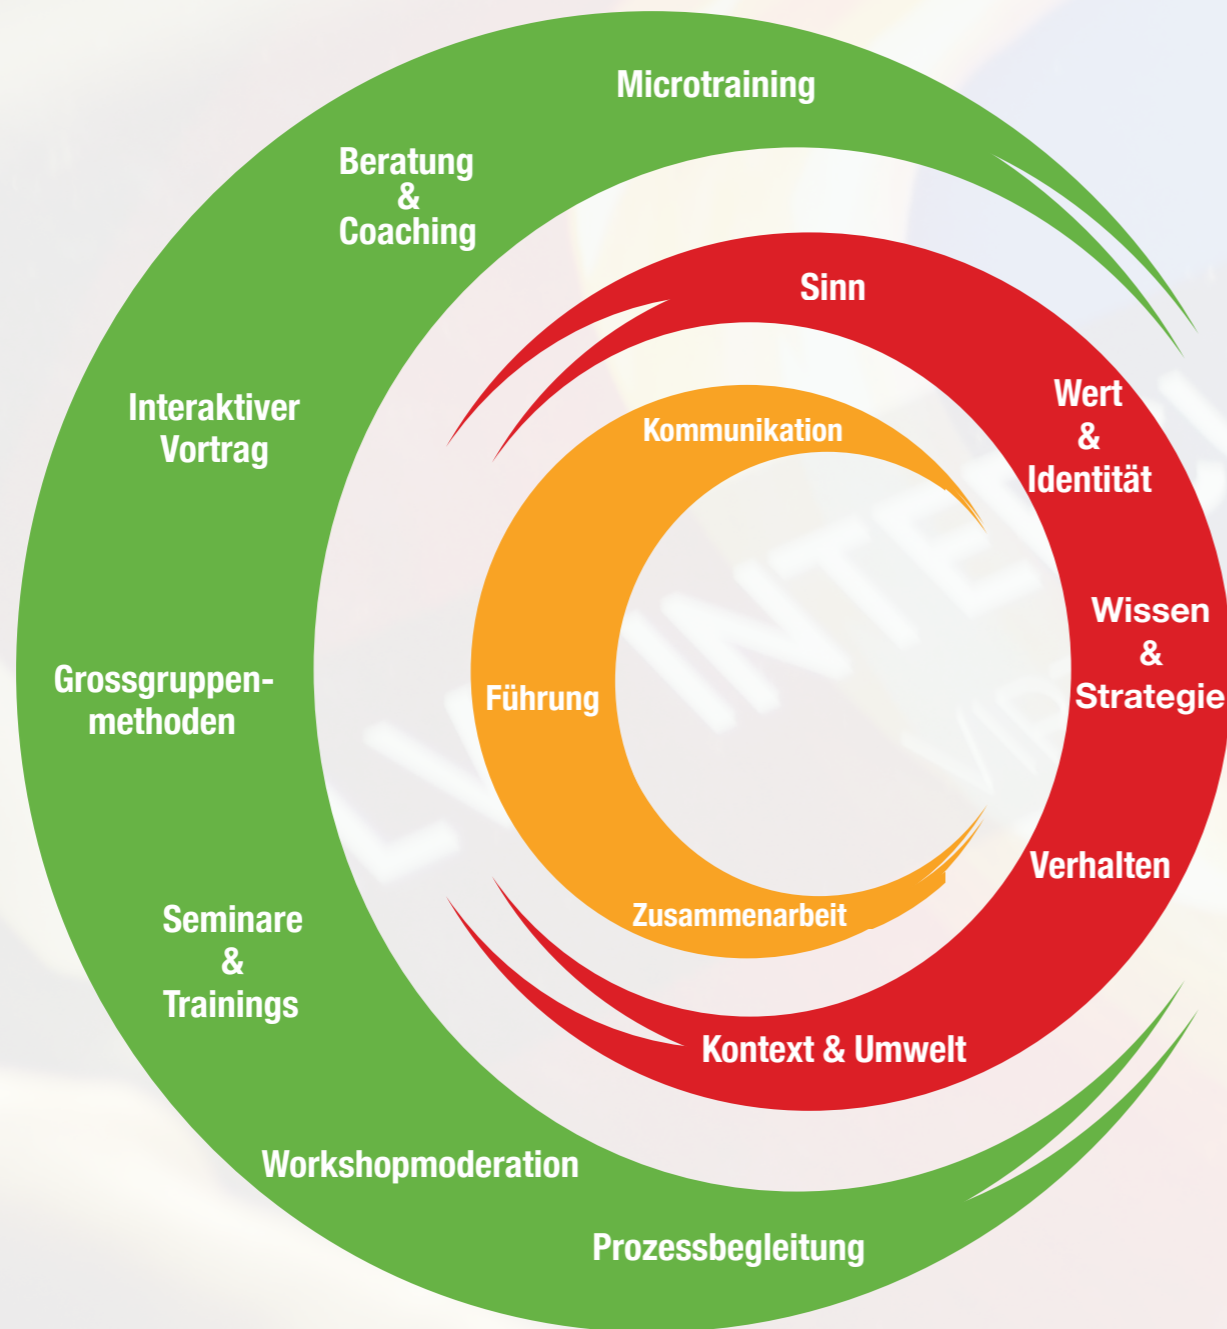 Microtraining
Beratung
&
Coaching
Interaktiver
Vortrag
Grossgruppen-
methoden
Seminare
&
Trainings
Workshopmoderation
Prozessbegleitung
Sinn
Wert
&
Identität
Wissen
&
Strategie
Verhalten
Kontext & Umwelt
Kommunikation
Führung
Zusammenarbeit